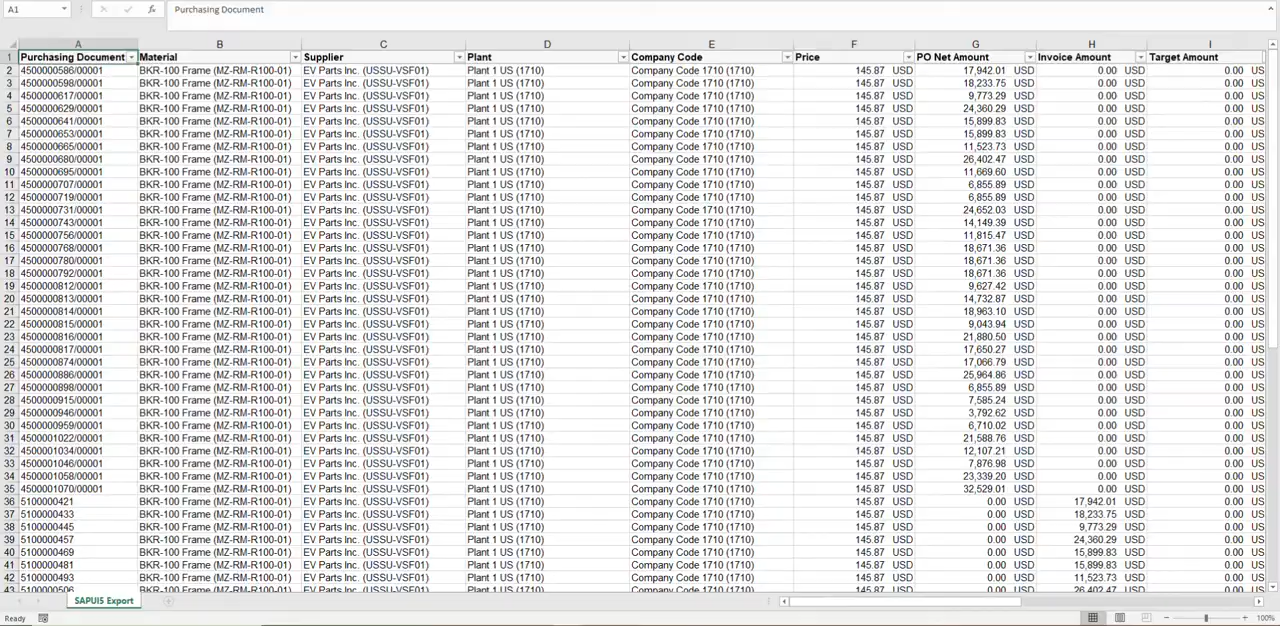 A1
Purchasing Document
A B C D E F G H I
1 Purchasing Document Material Supplier Plant Company Code Price PO Net Amount Invoice Amount Target Amount
2 4500000586/00001 BKR-100 Frame (MZ-RM-R100-01) EV Parts Inc. (USSU-VSF01) Plant 1 US (1710) Company Code 1710 (1710) 145.87 USD 17,942.01 USD 0.00 USD 0.00 US
3 4500000598/00001 BKR-100 Frame (MZ-RM-R100-01) EV Parts Inc. (USSU-VSF01) Plant 1 US (1710) Company Code 1710 (1710) 145.87 USD 18,233.75 USD 0.00 USD 0.00 US
4 4500000617/00001 BKR-100 Frame (MZ-RM-R100-01) EV Parts Inc. (USSU-VSF01) Plant 1 US (1710) Company Code 1710 (1710) 145.87 USD 9,773.29 USD 0.00 USD 0.00 US
5 4500000629/00001 BKR-100 Frame (MZ-RM-R100-01) EV Parts Inc. (USSU-VSF01) Plant 1 US (1710) Company Code 1710 (1710) 145.87 USD 24,360.29 USD 0.00 USD 0.00 US
6 4500000641/00001 BKR-100 Frame (MZ-RM-R100-01) EV Parts Inc. (USSU-VSF01) Plant 1 US (1710) Company Code 1710 (1710) 145.87 USD 15,899.83 USD 0.00 USD 0.00 US
7 4500000653/00001 BKR-100 Frame (MZ-RM-R100-01) EV Parts Inc. (USSU-VSF01) Plant 1 US (1710) Company Code 1710 (1710) 145.87 USD 15,899.83 USD 0.00 USD 0.00 US
8 4500000665/00001 BKR-100 Frame (MZ-RM-R100-01) EV Parts Inc. (USSU-VSF01) Plant 1 US (1710) Company Code 1710 (1710) 145.87 USD 11,523.73 USD 0.00 USD 0.00 US
9 4500000680/00001 BKR-100 Frame (MZ-RM-R100-01) EV Parts Inc. (USSU-VSF01) Plant 1 US (1710) Company Code 1710 (1710) 145.87 USD 26,402.47 USD 0.00 USD 0.00 US
10 4500000695/00001 BKR-100 Frame (MZ-RM-R100-01) EV Parts Inc. (USSU-VSF01) Plant 1 US (1710) Company Code 1710 (1710) 145.87 USD 11,669.60 USD 0.00 USD 0.00 US
11 4500000707/00001 BKR-100 Frame (MZ-RM-R100-01) EV Parts Inc. (USSU-VSF01) Plant 1 US (1710) Company Code 1710 (1710) 145.87 USD 6,855.89 USD 0.00 USD 0.00 US
12 4500000719/00001 BKR-100 Frame (MZ-RM-R100-01) EV Parts Inc. (USSU-VSF01) Plant 1 US (1710) Company Code 1710 (1710) 145.87 USD 6,855.89 USD 0.00 USD 0.00 US
13 4500000731/00001 BKR-100 Frame (MZ-RM-R100-01) EV Parts Inc. (USSU-VSF01) Plant 1 US (1710) Company Code 1710 (1710) 145.87 USD 24,652.03 USD 0.00 USD 0.00 US
14 4500000743/00001 BKR-100 Frame (MZ-RM-R100-01) EV Parts Inc. (USSU-VSF01) Plant 1 US (1710) Company Code 1710 (1710) 145.87 USD 14,149.39 USD 0.00 USD 0.00 US
15 4500000756/00001 BKR-100 Frame (MZ-RM-R100-01) EV Parts Inc. (USSU-VSF01) Plant 1 US (1710) Company Code 1710 (1710) 145.87 USD 11,815.47 USD 0.00 USD 0.00 US
16 4500000768/00001 BKR-100 Frame (MZ-RM-R100-01) EV Parts Inc. (USSU-VSF01) Plant 1 US (1710) Company Code 1710 (1710) 145.87 USD 18,671.36 USD 0.00 USD 0.00 US
17 4500000780/00001 BKR-100 Frame (MZ-RM-R100-01) EV Parts Inc. (USSU-VSF01) Plant 1 US (1710) Company Code 1710 (1710) 145.87 USD 18,671.36 USD 0.00 USD 0.00 US
18 4500000792/00001 BKR-100 Frame (MZ-RM-R100-01) EV Parts Inc. (USSU-VSF01) Plant 1 US (1710) Company Code 1710 (1710) 145.87 USD 18,671.36 USD 0.00 USD 0.00 US
19 4500000812/00001 BKR-100 Frame (MZ-RM-R100-01) EV Parts Inc. (USSU-VSF01) Plant 1 US (1710) Company Code 1710 (1710) 145.87 USD 9,627.42 USD 0.00 USD 0.00 US
20 4500000813/00001 BKR-100 Frame (MZ-RM-R100-01) EV Parts Inc. (USSU-VSF01) Plant 1 US (1710) Company Code 1710 (1710) 145.87 USD 14,732.87 USD 0.00 USD 0.00 US
21 4500000814/00001 BKR-100 Frame (MZ-RM-R100-01) EV Parts Inc. (USSU-VSF01) Plant 1 US (1710) Company Code 1710 (1710) 145.87 USD 18,963.10 USD 0.00 USD 0.00 US
22 4500000815/00001 BKR-100 Frame (MZ-RM-R100-01) EV Parts Inc. (USSU-VSF01) Plant 1 US (1710) Company Code 1710 (1710) 145.87 USD 9,043.94 USD 0.00 USD 0.00 US
23 4500000816/00001 BKR-100 Frame (MZ-RM-R100-01) EV Parts Inc. (USSU-VSF01) Plant 1 US (1710) Company Code 1710 (1710) 145.87 USD 21,880.50 USD 0.00 USD 0.00 US
24 4500000817/00001 BKR-100 Frame (MZ-RM-R100-01) EV Parts Inc. (USSU-VSF01) Plant 1 US (1710) Company Code 1710 (1710) 145.87 USD 17,650.27 USD 0.00 USD 0.00 US
25 4500000874/00001 BKR-100 Frame (MZ-RM-R100-01) EV Parts Inc. (USSU-VSF01) Plant 1 US (1710) Company Code 1710 (1710) 145.87 USD 17,066.79 USD 0.00 USD 0.00 US
26 4500000886/00001 BKR-100 Frame (MZ-RM-R100-01) EV Parts Inc. (USSU-VSF01) Plant 1 US (1710) Company Code 1710 (1710) 145.87 USD 25,964.86 USD 0.00 USD 0.00 US
27 4500000898/00001 BKR-100 Frame (MZ-RM-R100-01) EV Parts Inc. (USSU-VSF01) Plant 1 US (1710) Company Code 1710 (1710) 145.87 USD 6,855.89 USD 0.00 USD 0.00 US
28 4500000915/00001 BKR-100 Frame (MZ-RM-R100-01) EV Parts Inc. (USSU-VSF01) Plant 1 US (1710) Company Code 1710 (1710) 145.87 USD 7,585.24 USD 0.00 USD 0.00 US
29 4500000946/00001 BKR-100 Frame (MZ-RM-R100-01) EV Parts Inc. (USSU-VSF01) Plant 1 US (1710) Company Code 1710 (1710) 145.87 USD 3,792.62 USD 0.00 USD 0.00 US
30 4500000959/00001 BKR-100 Frame (MZ-RM-R100-01) EV Parts Inc. (USSU-VSF01) Plant 1 US (1710) Company Code 1710 (1710) 145.87 USD 6,710.02 USD 0.00 USD 0.00 US
31 4500001022/00001 BKR-100 Frame (MZ-RM-R100-01) EV Parts Inc. (USSU-VSF01) Plant 1 US (1710) Company Code 1710 (1710) 145.87 USD 21,588.76 USD 0.00 USD 0.00 US
32 4500001034/00001 BKR-100 Frame (MZ-RM-R100-01) EV Parts Inc. (USSU-VSF01) Plant 1 US (1710) Company Code 1710 (1710) 145.87 USD 12,107.21 USD 0.00 USD 0.00 US
33 4500001046/00001 BKR-100 Frame (MZ-RM-R100-01) EV Parts Inc. (USSU-VSF01) Plant 1 US (1710) Company Code 1710 (1710) 145.87 USD 7,876.98 USD 0.00 USD 0.00 US
34 4500001058/00001 BKR-100 Frame (MZ-RM-R100-01) EV Parts Inc. (USSU-VSF01) Plant 1 US (1710) Company Code 1710 (1710) 145.87 USD 23,339.20 USD 0.00 USD 0.00 US
35 4500001070/00001 BKR-100 Frame (MZ-RM-R100-01) EV Parts Inc. (USSU-VSF01) Plant 1 US (1710) Company Code 1710 (1710) 145.87 USD 32,529.01 USD 0.00 USD 0.00 US
36 5100000421 BKR-100 Frame (MZ-RM-R100-01) EV Parts Inc. (USSU-VSF01) Plant 1 US (1710) Company Code 1710 (1710) 145.87 USD 0.00 USD 17,942.01 USD 0.00 US
37 5100000433 BKR-100 Frame (MZ-RM-R100-01) EV Parts Inc. (USSU-VSF01) Plant 1 US (1710) Company Code 1710 (1710) 145.87 USD 0.00 USD 18,233.75 USD 0.00 US
38 5100000445 BKR-100 Frame (MZ-RM-R100-01) EV Parts Inc. (USSU-VSF01) Plant 1 US (1710) Company Code 1710 (1710) 145.87 USD 0.00 USD 9,773.29 USD 0.00 US
39 5100000457 BKR-100 Frame (MZ-RM-R100-01) EV Parts Inc. (USSU-VSF01) Plant 1 US (1710) Company Code 1710 (1710) 145.87 USD 0.00 USD 24,360.29 USD 0.00 US
40 5100000469 BKR-100 Frame (MZ-RM-R100-01) EV Parts Inc. (USSU-VSF01) Plant 1 US (1710) Company Code 1710 (1710) 145.87 USD 0.00 USD 15,899.83 USD 0.00 US
41 5100000481 BKR-100 Frame (MZ-RM-R100-01) EV Parts Inc. (USSU-VSF01) Plant 1 US (1710) Company Code 1710 (1710) 145.87 USD 0.00 USD 15,899.83 USD 0.00 US
42 5100000493 BKR-100 Frame (MZ-RM-R100-01) EV Parts Inc. (USSU-VSF01) Plant 1 US (1710) Company Code 1710 (1710) 145.87 USD 0.00 USD 11,523.73 USD 0.00 US
43 5100000506 BKR-100 Frame (MZ-RM-R100-01) EV Parts Inc. (USSU-VSF01) Plant 1 US (1710) Company Code 1710 (1710) 145.87 USD 0.00 USD 26,402.47 USD 0.00 US
SAPUI5 Export
Ready 100%